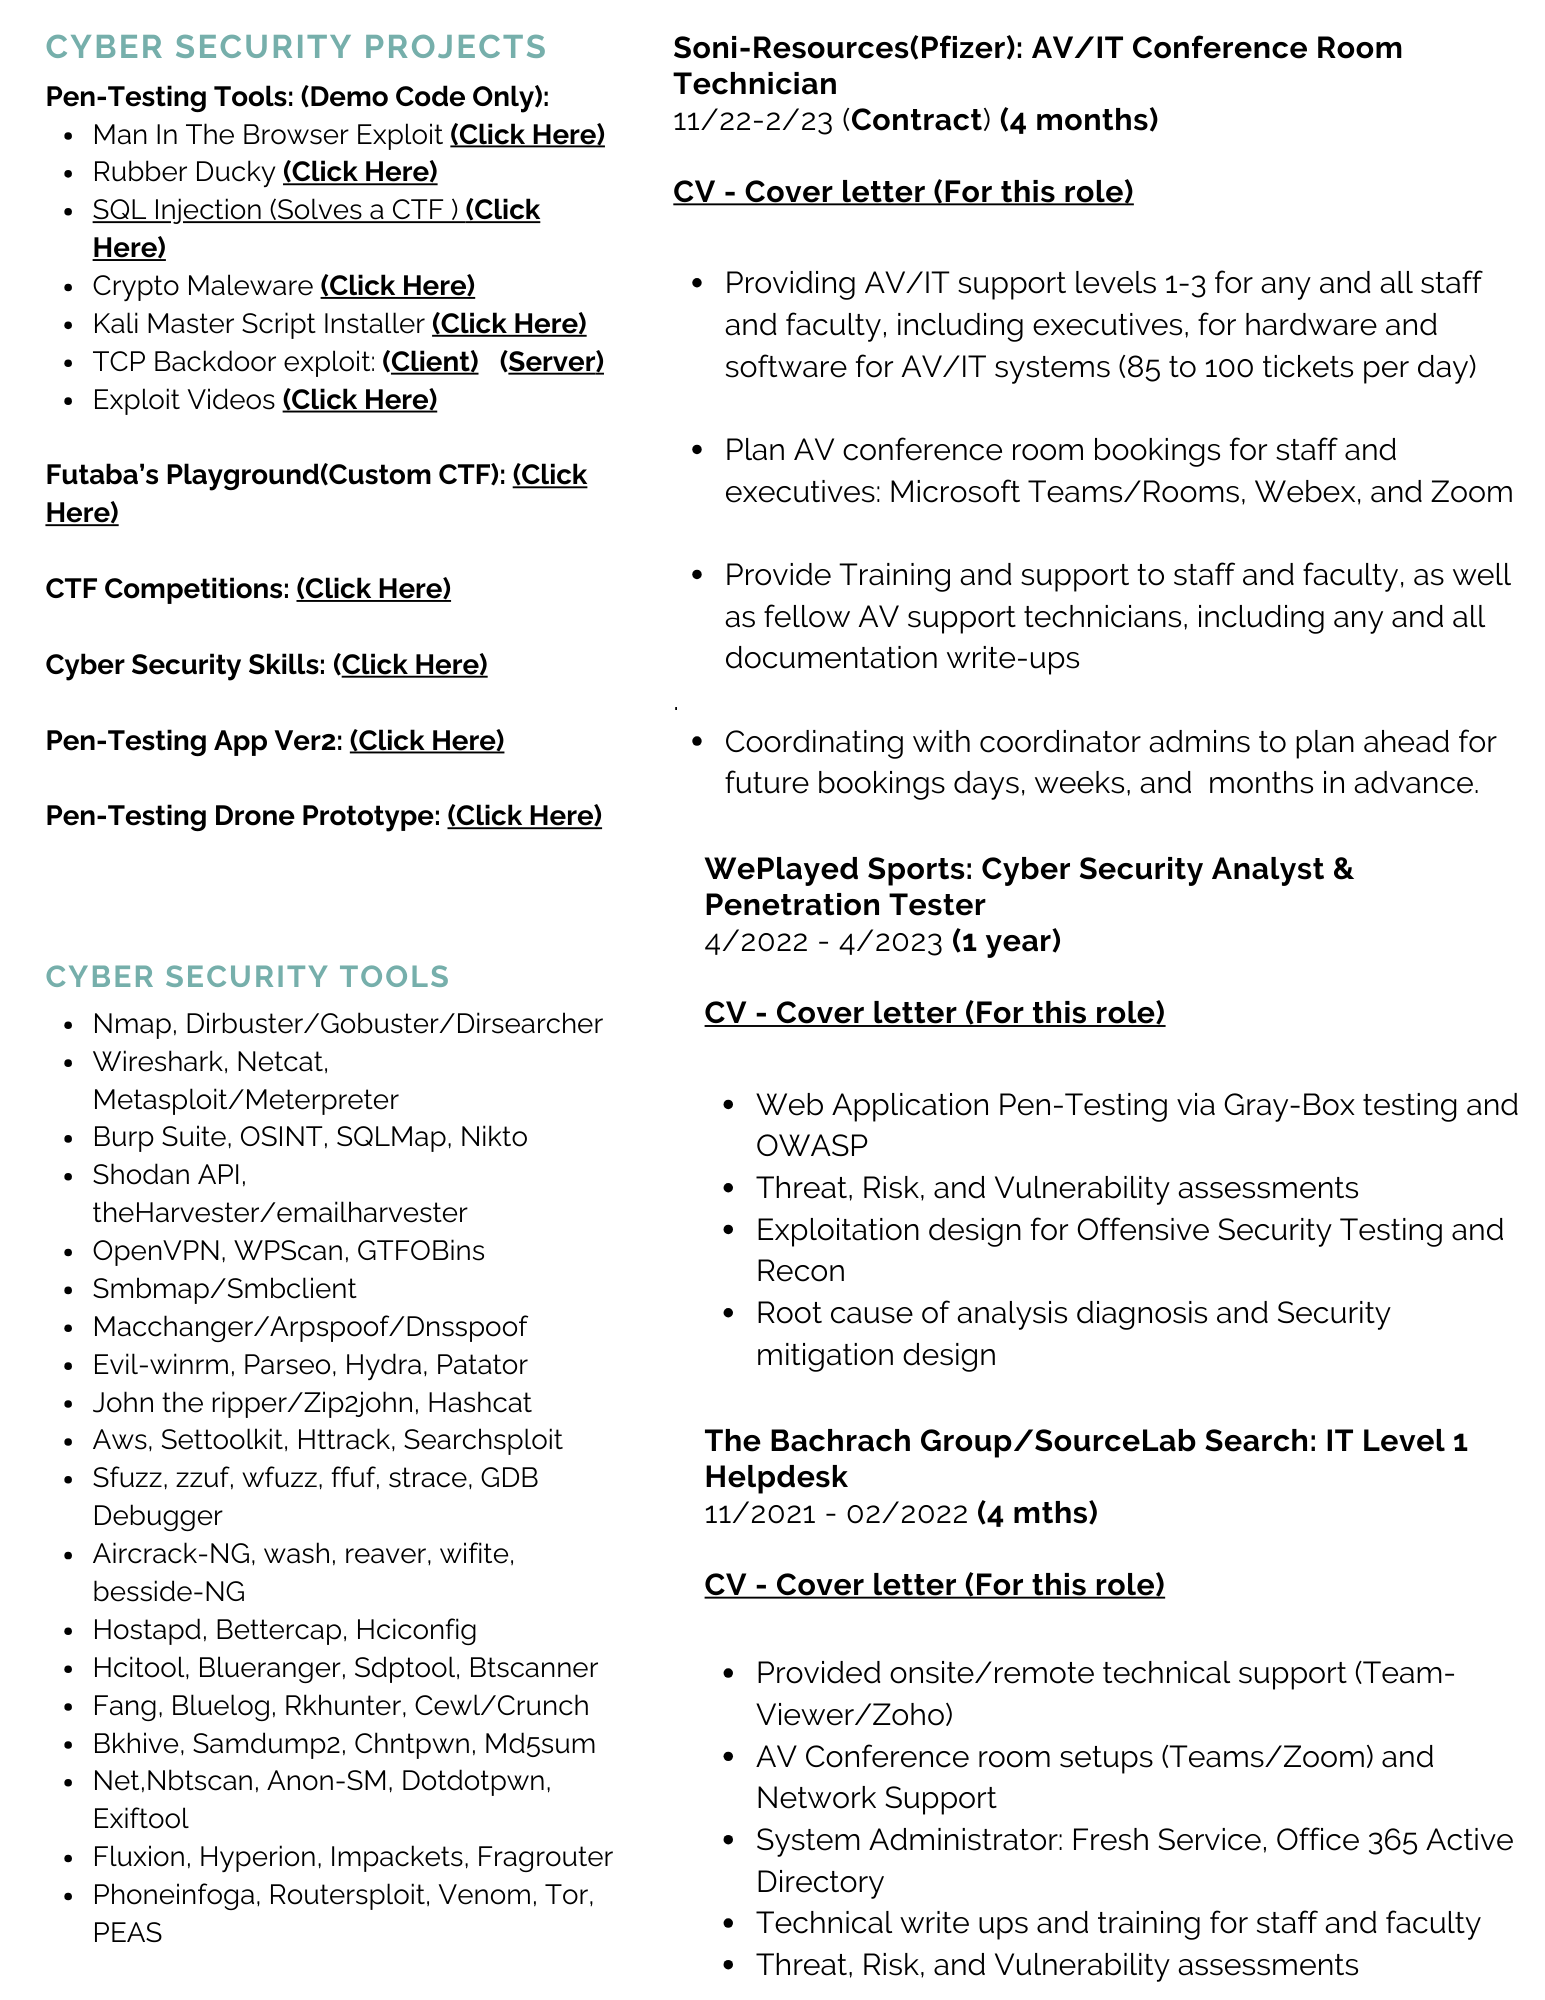 CYBER SECURITY PROJECTS
Pen-Testing Tools: (Demo Code Only):
• Man In The Browser Exploit (Click Here)
• Rubber Ducky (Click Here)
• SQL Injection (Solves a CTF ) (Click
Here)
• Crypto Maleware (Click Here)
• Kali Master Script Installer (Click Here)
• TCP Backdoor exploit: (Client) (Server)
• Exploit Videos (Click Here)
Futaba's Playground(Custom CTF): (Click
Here)
CTF Competitions: (Click Here)
Cyber Security Skills: (Click Here)
Pen-Testing App Ver2: (Click Here)
Pen-Testing Drone Prototype: (Click Here)
CYBER SECURITY TOOLS
• Nmap, Dirbuster/Gobuster/Dirsearcher
• Wireshark, Netcat,
Metasploit/Meterpreter
• Burp Suite, OSINT, SQLMap, Nikto
• Shodan API,
theHarvester/emailharvester
• OpenVPN, WPScan, GTFOBins
• Smbmap/Smbclient
• Macchanger/Arpspoof/Dnsspoof
• Evil-winrm, Parseo, Hydra, Patator
• John the ripper/Zip2john, Hashcat
• Aws, Settoolkit, Httrack, Searchsploit
• Sfuzz, zzuf, wfuzz, ffuf, strace, GDB
Debugger
• Aircrack-NG, wash, reaver, wifite,
besside-NG
• Hostapd, Bettercap, Hciconfig
• Hcitool, Blueranger, Sdptool, Btscanner
• Fang, Bluelog, Rkhunter, Cewl/Crunch
• Bkhive, Samdump2, Chntpwn, Md5sum
• Net,Nbtscan, Anon-SM, Dotdotpwn,
Exiftool
• Fluxion, Hyperion, Impackets, Fragrouter
• Phoneinfoga, Routersploit, Venom, Tor,
PEAS
Soni-Resources(Pfizer): AV/IT Conference Room
Technician
11/22-2/23 (Contract) (4 months)
CV - Cover letter (For this role)
• Providing AV/IT support levels 1-3 for any and all staff
and faculty, including executives, for hardware and
software for AV/IT systems (85 to 100 tickets per day)
• Plan AV conference room bookings for staff and
executives: Microsoft Teams/Rooms, Webex, and Zoom
• Provide Training and support to staff and faculty, as well
as fellow AV support technicians, including any and all
documentation write-ups
.
• Coordinating with coordinator admins to plan ahead for
future bookings days, weeks, and  months in advance.
WePlayed Sports: Cyber Security Analyst &
Penetration Tester
4/2022 - 4/2023 (1 year)
CV - Cover letter (For this role)
• Web Application Pen-Testing via Gray-Box testing and
OWASP
• Threat, Risk, and Vulnerability assessments
• Exploitation design for Offensive Security Testing and
Recon
• Root cause of analysis diagnosis and Security
mitigation design
The Bachrach Group/SourceLab Search: IT Level 1
Helpdesk
11/2021 - 02/2022 (4 mths)
CV - Cover letter (For this role)
• Provided onsite/remote technical support (Team-
Viewer/Zoho)
• AV Conference room setups (Teams/Zoom) and
Network Support
• System Administrator: Fresh Service, Office 365 Active
Directory
• Technical write ups and training for staff and faculty
• Threat, Risk, and Vulnerability assessments